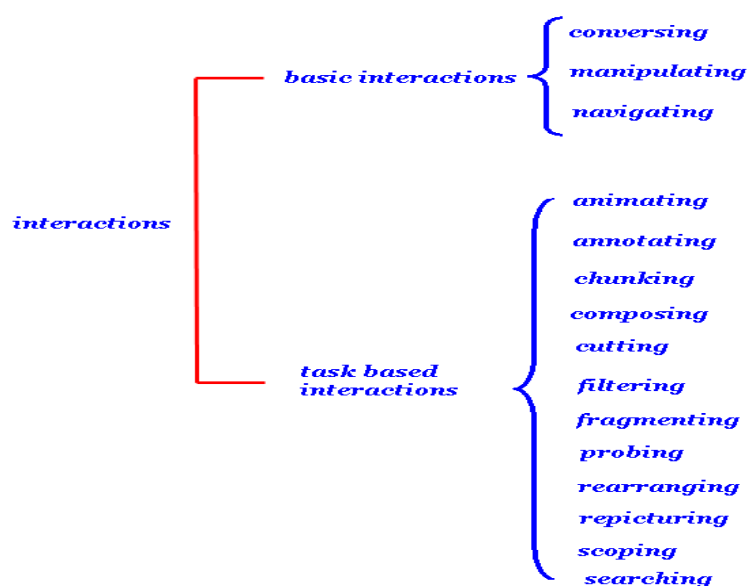 interactions
basic interactions
conversing
manipulating
navigating
task based
interactions
animating
annotating
chunking
composing
cutting
filtering
fragmenting
probing
rearranging
repicturing
scoping
searching